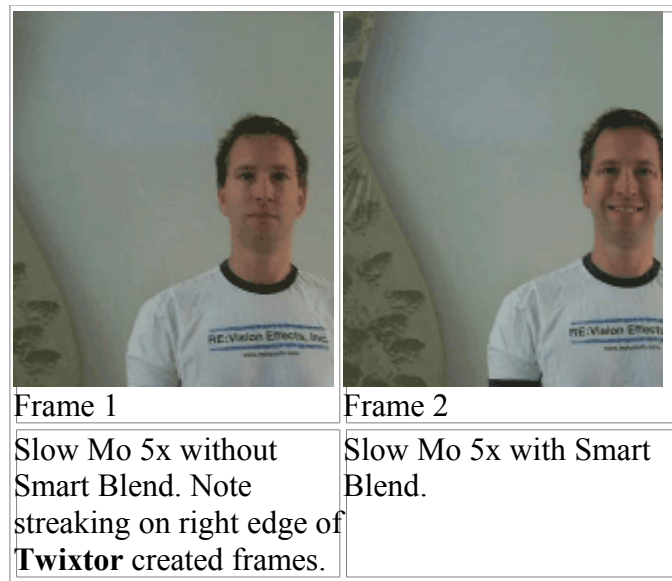 RE:Vision Effects, Inc.
RE:Vision Effects
Frame 1
Frame 2
Slow Mo 5x without
Smart Blend. Note
streaking on right edge of
Twixtor created frames.
Slow Mo 5x with Smart
Blend.